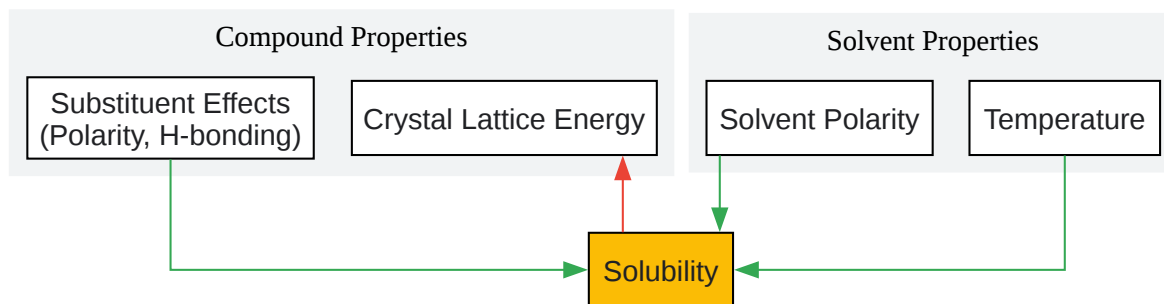 Compound Properties
Solvent Properties
Substituent Effects
(Polarity, H-bonding)
Crystal Lattice Energy
Solvent Polarity
Temperature
Solubility